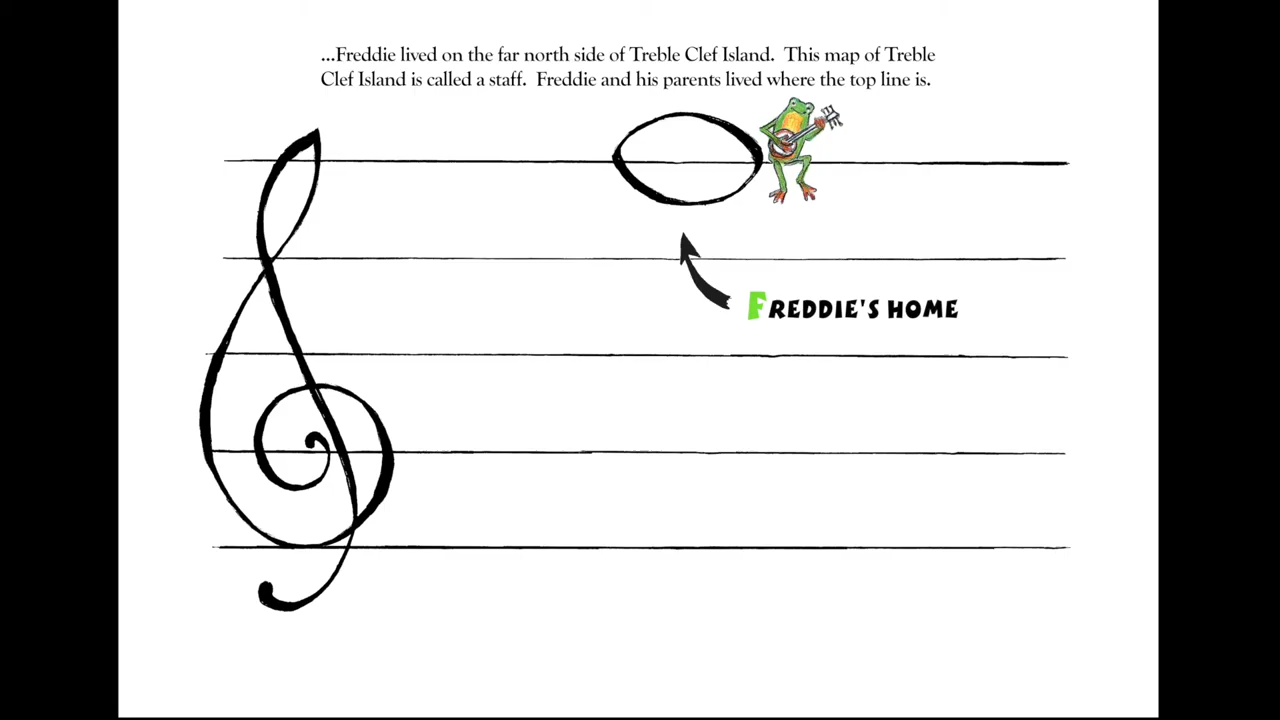 ...Freddie lived on the far north side of Treble Clef Island.  This map of Treble
Clef Island is called a staff.  Freddie and his parents lived where the top line is.
FREDDIE'S HOME